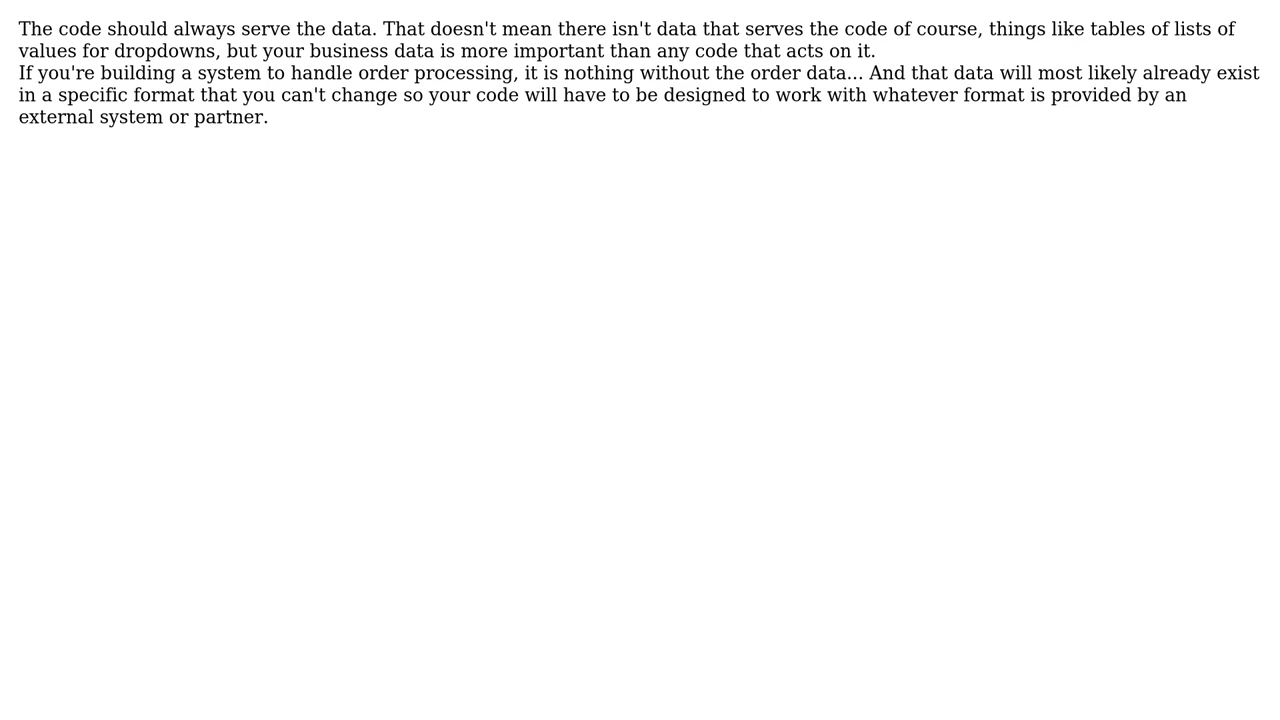 The code should always serve the data. That doesn't mean there isn't data that serves the code of course, things like tables of lists of
values for dropdowns, but your business data is more important than any code that acts on it.
If you're building a system to handle order processing, it is nothing without the order data... And that data will most likely already exist
in a specific format that you can't change so your code will have to be designed to work with whatever format is provided by an
external system or partner.